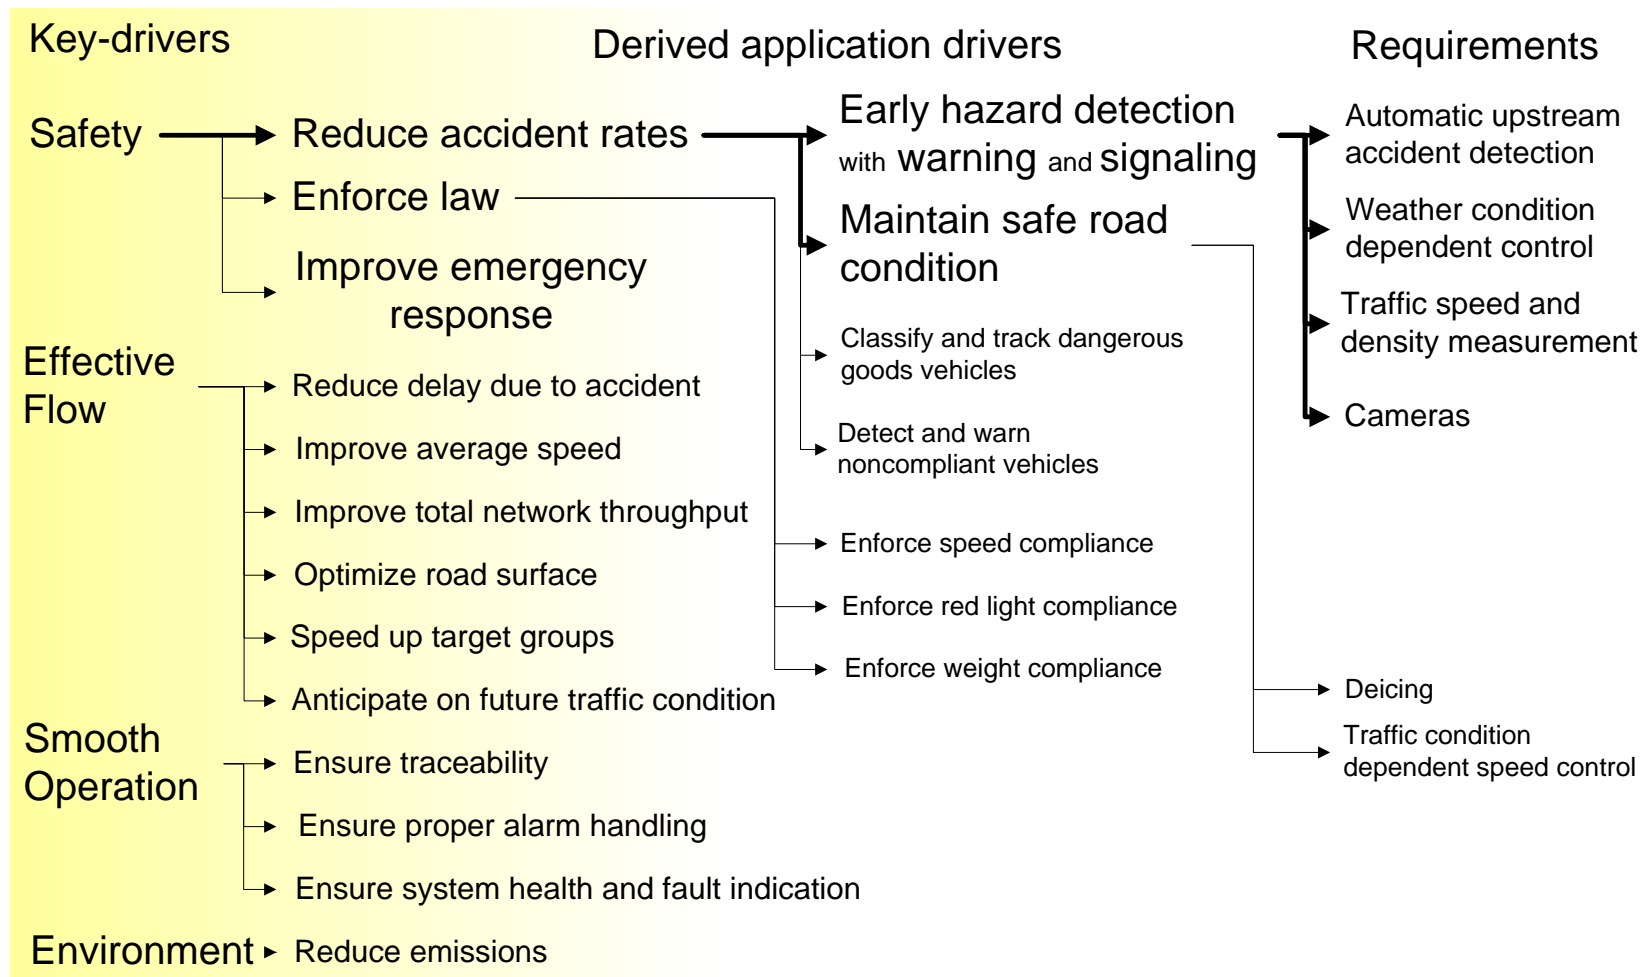 Key-drivers
Derived application drivers
Requirements
Safety
Reduce accident rates
Enforce law
Improve emergency
response
Effective
Flow
Reduce delay due to accident
Improve average speed
Improve total network throughput
Optimize road surface
Speed up target groups
Anticipate on future traffic condition
Smooth
Operation
Ensure traceability
Ensure proper alarm handling
Ensure system health and fault indication
Environment
Reduce emissions
Early hazard detection
with warning and signaling
Maintain safe road
condition
Classify and track dangerous
goods vehicles
Detect and warn
noncompliant vehicles
Enforce speed compliance
Enforce red light compliance
Enforce weight compliance
Automatic upstream
accident detection
Weather condition
dependent control
Traffic speed and
density measurement
Cameras
Deicing
Traffic condition
dependent speed control